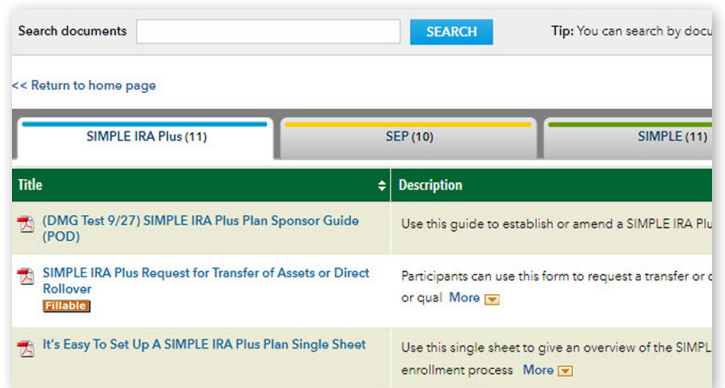 Search documents
SEARCH
Tip: You can search by docu
<< Return to home page
SIMPLE IRA Plus (11)
SEP (10)
SIMPLE (11)
Title
Description
(DMG Test 9/27) SIMPLE IRA Plus Plan Sponsor Guide
(POD)
Use this guide to establish or amend a SIMPLE IRA Plu
SIMPLE IRA Plus Request for Transfer of Assets or Direct
Rollover
Fillable
Participants can use this form to request a transfer or
or qual More
It's Easy To Set Up A SIMPLE IRA Plus Plan Single Sheet
Use this single sheet to give an overview of the SIMPL
enrollment process More